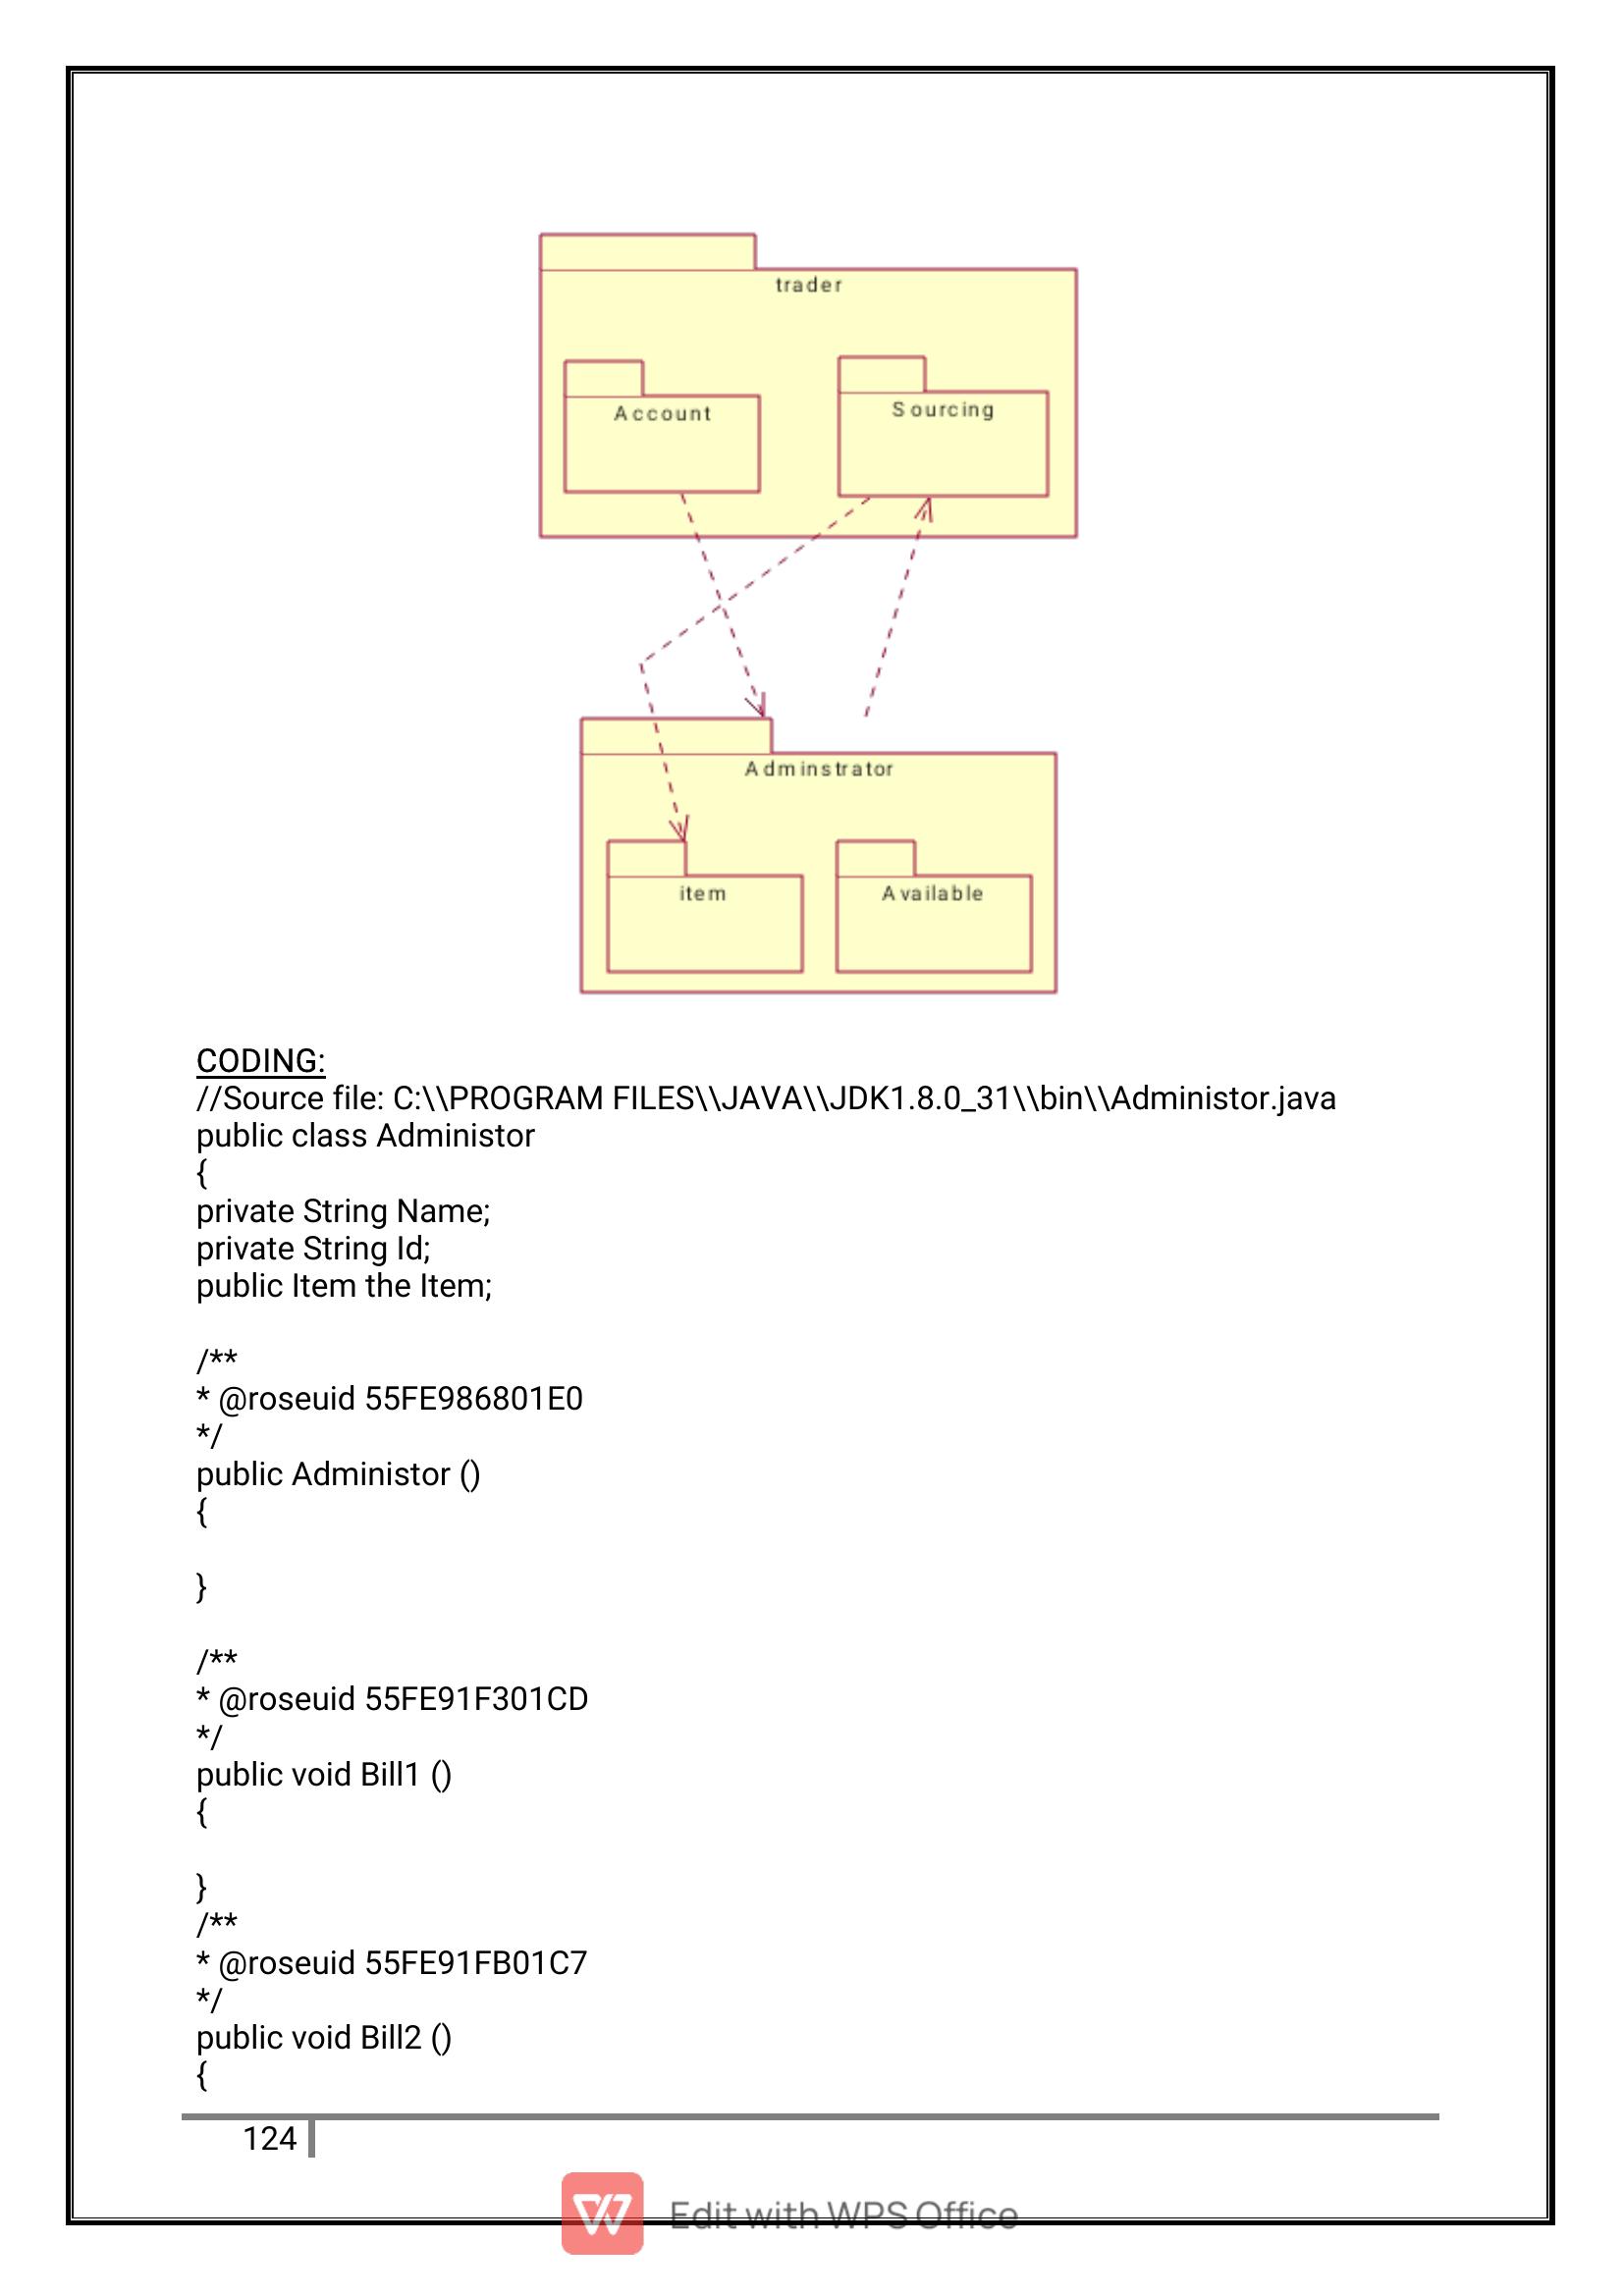 trader
Account
Sourcing
Adminstrator
item
Available
CODING:
//Source file: C:\\PROGRAM FILES\\JAVA\\JDK1.8.0_31\\bin\\Administor.java
public class Administor
{
private String Name;
private String Id;
public Item the Item;
/**
* @roseuid 55FE986801E0
*/
public Administor ()
{
}
/**
* @roseuid 55FE91F301CD
*/
public void Bill1 ()
{
}
/**
* @roseuid 55FE91FB01C7
*/
public void Bill2 ()
{
124
Edit with WPS Office